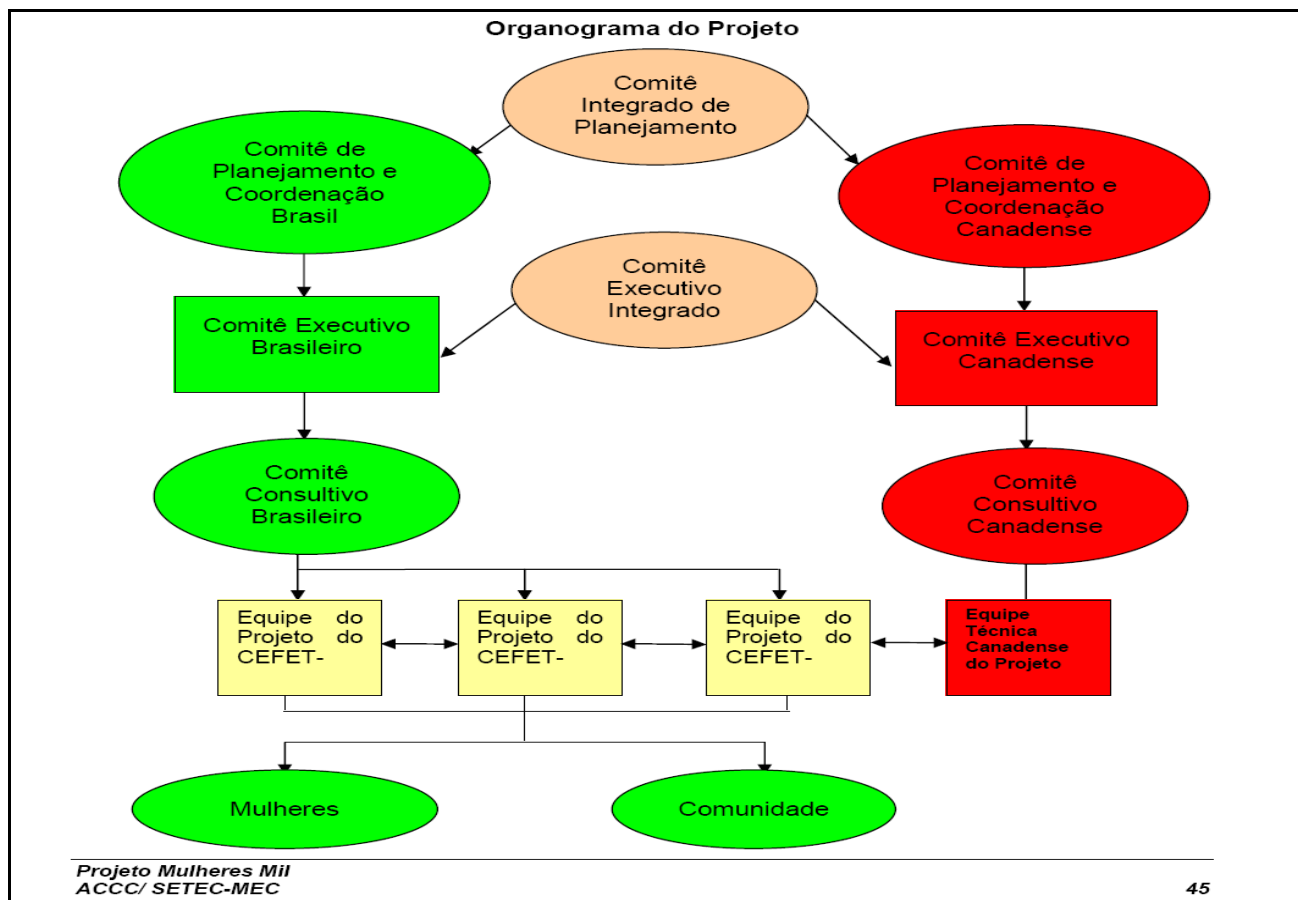 Organograma do Projeto
Comitê
Integrado de
Planejamento
Comitê de
Planejamento e
Coordenação
Brasil
Comitê de
Planejamento e
Coordenação
Canadense
Comitê
Executivo
Integrado
Comitê Executivo
Brasileiro
Comitê Executivo
Canadense
Comitê
Consultivo
Brasileiro
Comitê
Consultivo
Canadense
Equipe do
Projeto do
CEFET-
Equipe do
Projeto do
CEFET-
Equipe do
Projeto do
CEFET-
Equipe
Técnica
Canadense
do Projeto
Mulheres
Comunidade
Projeto Mulheres Mil
ACCC/ SETEC-MEC
45